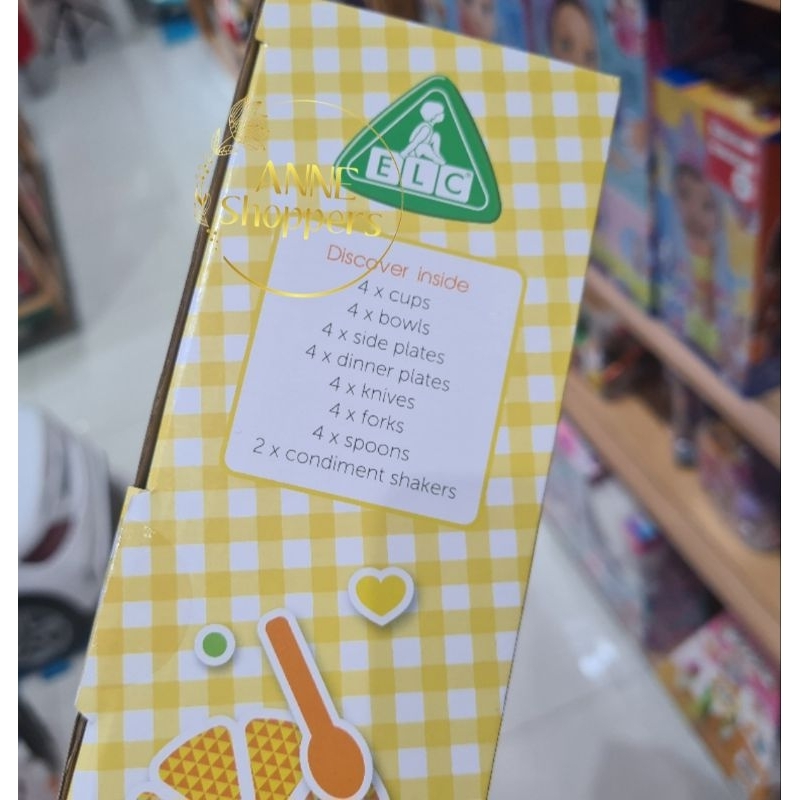 ELC
ANNE
Shoppers
Discover inside
4 x cups
4 x bowls
4 x side plates
4 x dinner plates
4 x knives
4 x forks
4 x spoons
2 x condiment shakers